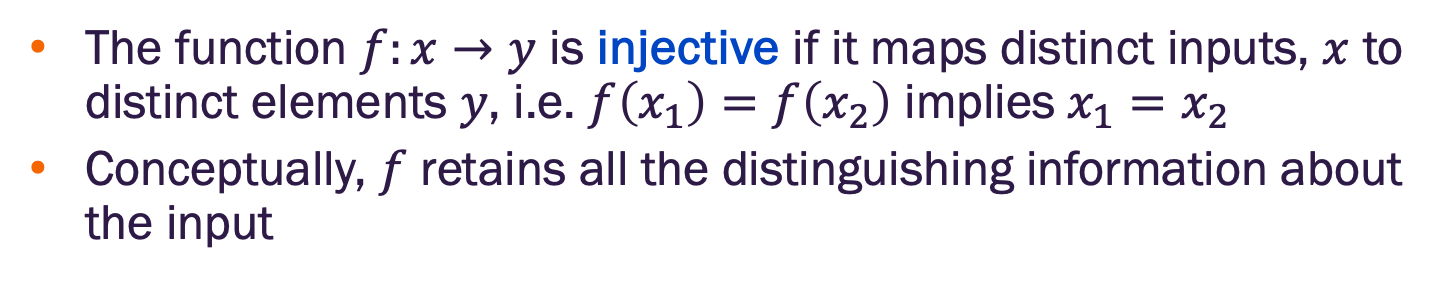 • The function 𝑓: 𝑥 → 𝑦 is injective if it maps distinct inputs, 𝑥 to
distinct elements 𝑦, i.e. 𝑓(𝑥₁) = 𝑓(𝑥₂) implies 𝑥₁ = 𝑥₂
• Conceptually, 𝑓 retains all the distinguishing information about
the input